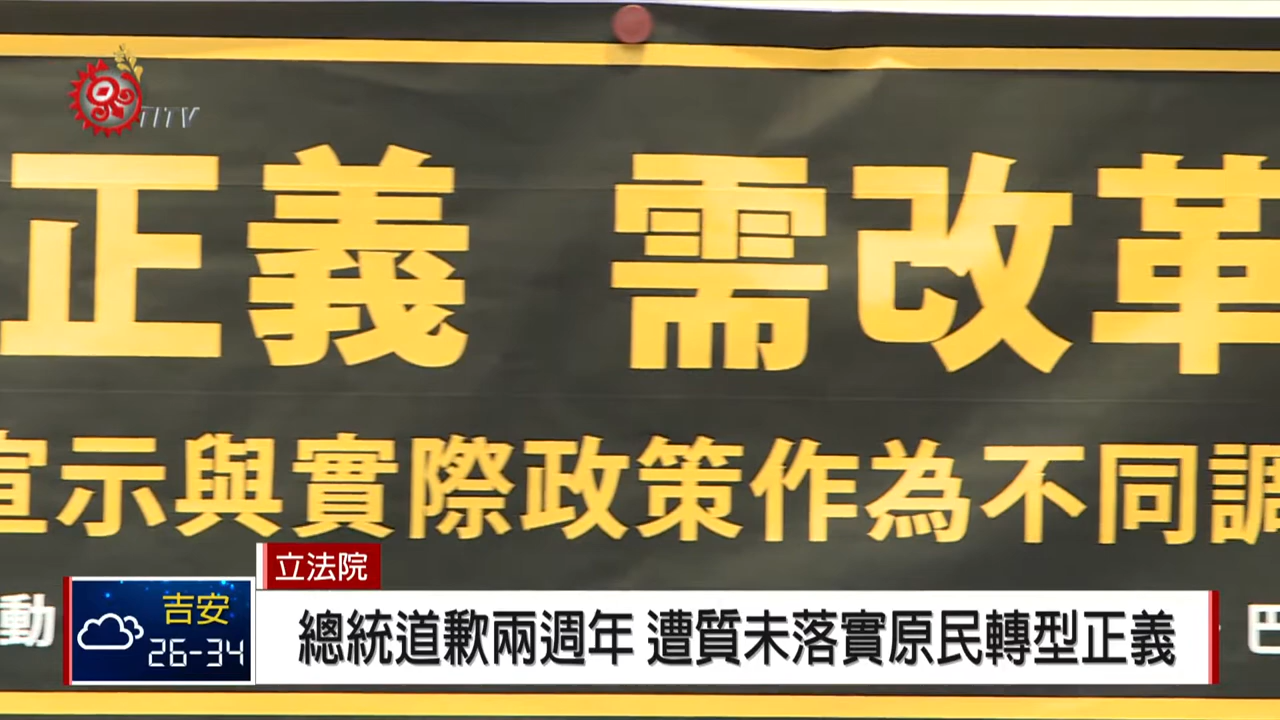 TITV
正義 需改革
宣示與實際政策作為不同調
動
巴
立法院
吉安
26-34
總統道歉兩週年 遭質未落實原民轉型正義